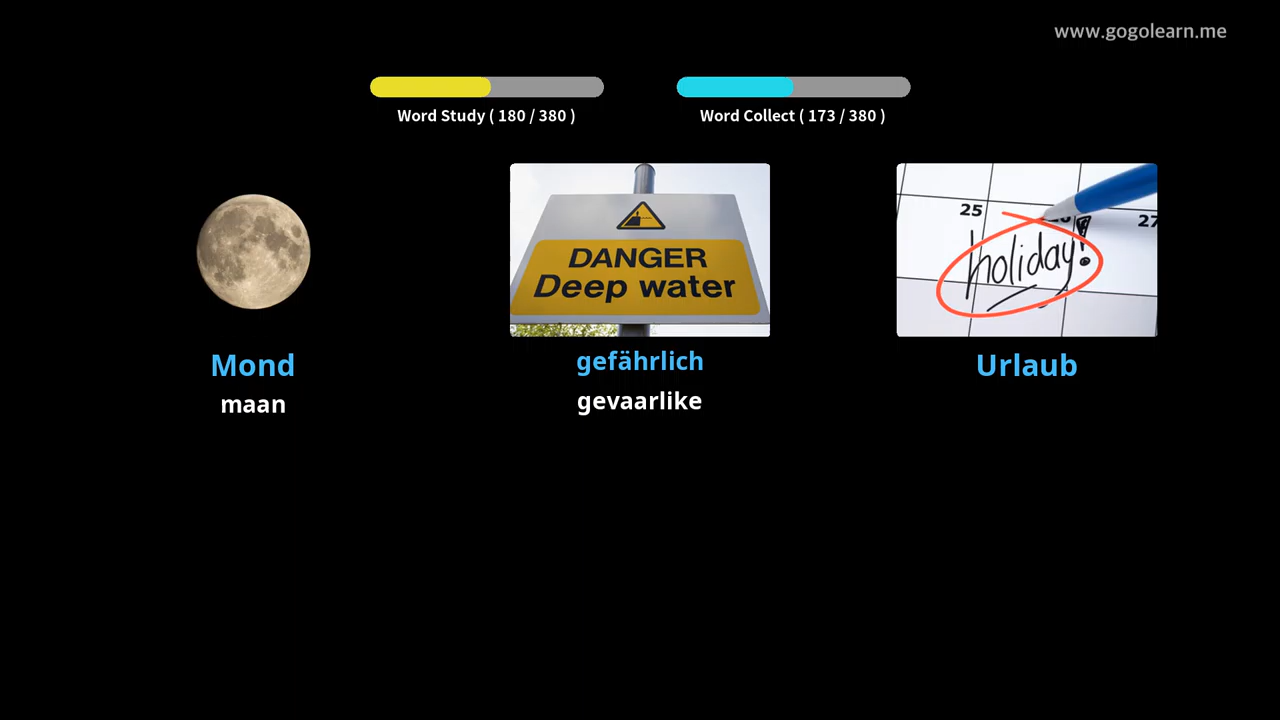 www.gogolearn.me
Word Study ( 180 / 380 )
Word Collect ( 173 / 380 )
DANGER
Deep water
25
27
holiday!
Mond
gefährlich
Urlaub
maan
gevaarlike